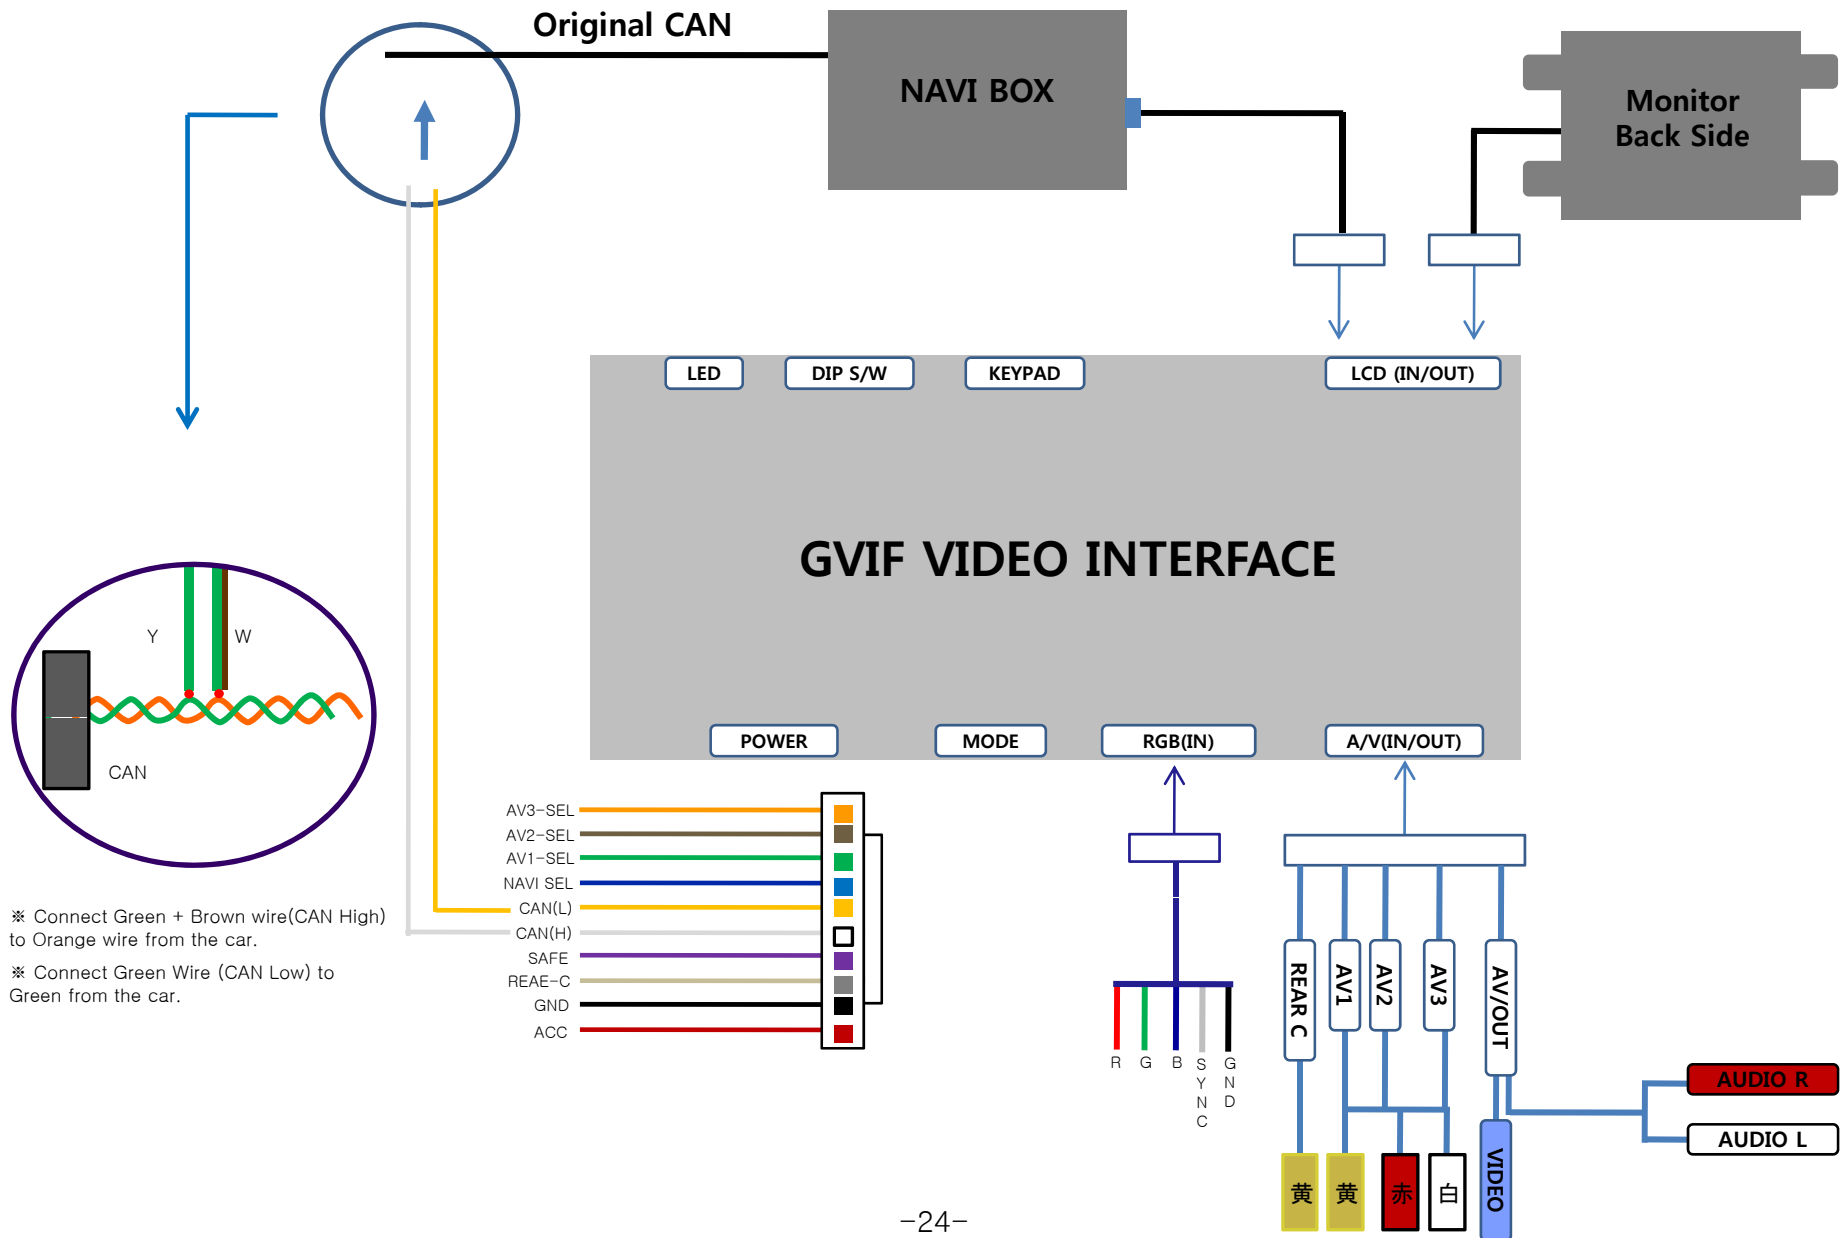 Original CAN
NAVI BOX
Monitor
Back Side
LED
DIP S/W
KEYPAD
LCD (IN/OUT)
GVIF VIDEO INTERFACE
Y
W
CAN
POWER
MODE
RGB(IN)
A/V(IN/OUT)
AV3-SEL
AV2-SEL
AV1-SEL
NAVI SEL
CAN(L)
CAN(H)
SAFE
REAE-C
GND
ACC
※ Connect Green + Brown wire(CAN High)
to Orange wire from the car.
※ Connect Green Wire (CAN Low) to
Green from the car.
R
G
B
SYNC
GND
REAR C
AV1
AV2
AV3
AV/OUT
AUDIO R
AUDIO L
VIDEO
黄
黄
赤
白
-24-